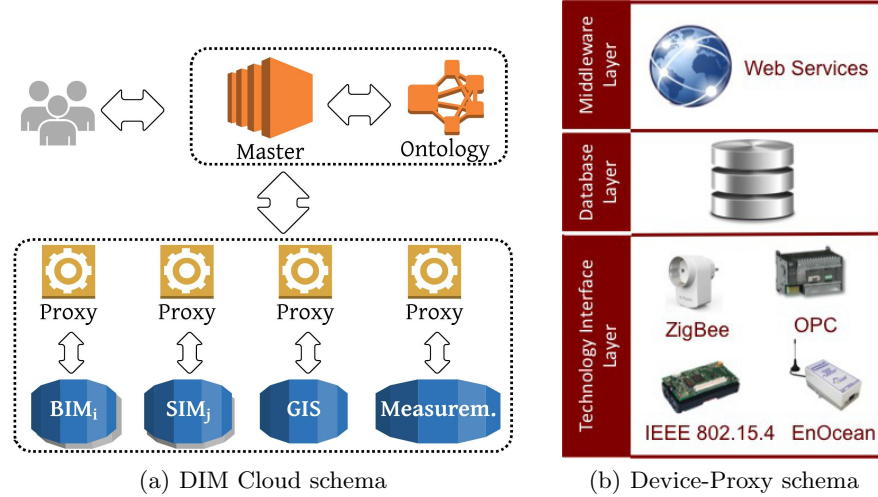 Master
Ontology
Proxy
Proxy
Proxy
Proxy
BIMi
SIMj
GIS
Measurem.
(a) DIM Cloud schema
Middleware
Layer
Web Services
Database
Layer
Technology Interface
Layer
ZigBee
OPC
IEEE 802.15.4
EnOcean
(b) Device-Proxy schema